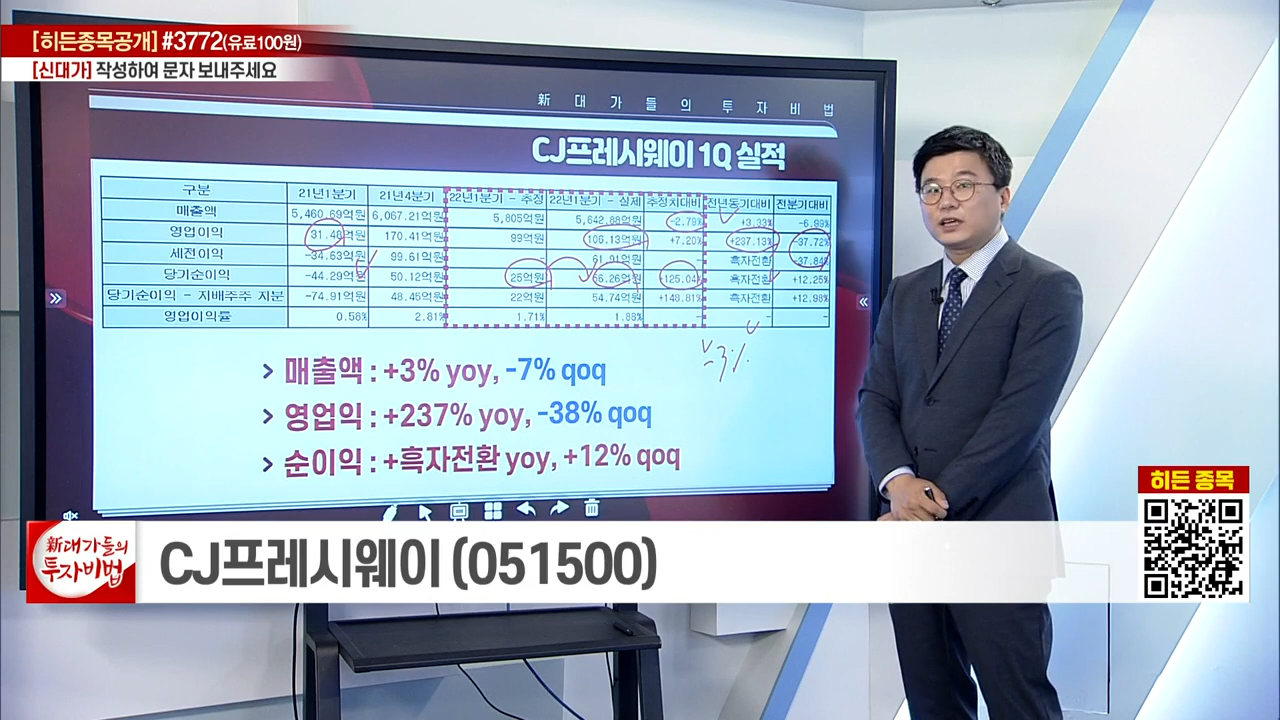 [히든종목공개] #3772(유료100원)
[신대가] 작성하여 문자 보내주세요
新 대 가 들 의 투 자 비 법
CJ프레시웨이 1Q 실적
구분 21년1분기 21년4분기 22년1분기 - 추정 22년1분기 - 실제 추정치대비 전년동기대비 전분기대비
매출액 5,460.69억원 6,067.21억원 5,805억원 5,642.88억원 -2.79% +3.33% -6.99%
영업이익 31.48억원 170.41억원 99억원 106.13억원 +7.20% +237.13% -37.72%
세전이익 -34.63억원 99.61억원 - 61.91억원 - 흑자전환 -37.84%
당기순이익 -44.29억원 50.12억원 25억원 56.26억원 +125.04% 흑자전환 +12.25%
당기순이익 - 지배주주 지분 -74.91억원 48.45억원 22억원 54.74억원 +148.81% 흑자전환 +12.98%
영업이익률 0.58% 2.81% 1.71% 1.88% - - -
-3%
> 매출액 : +3% yoy, -7% qoq
> 영업익 : +237% yoy, -38% qoq
> 순이익 : +흑자전환 yoy, +12% qoq
히든 종목
新대가들의
투자비법
CJ프레시웨이 (051500)